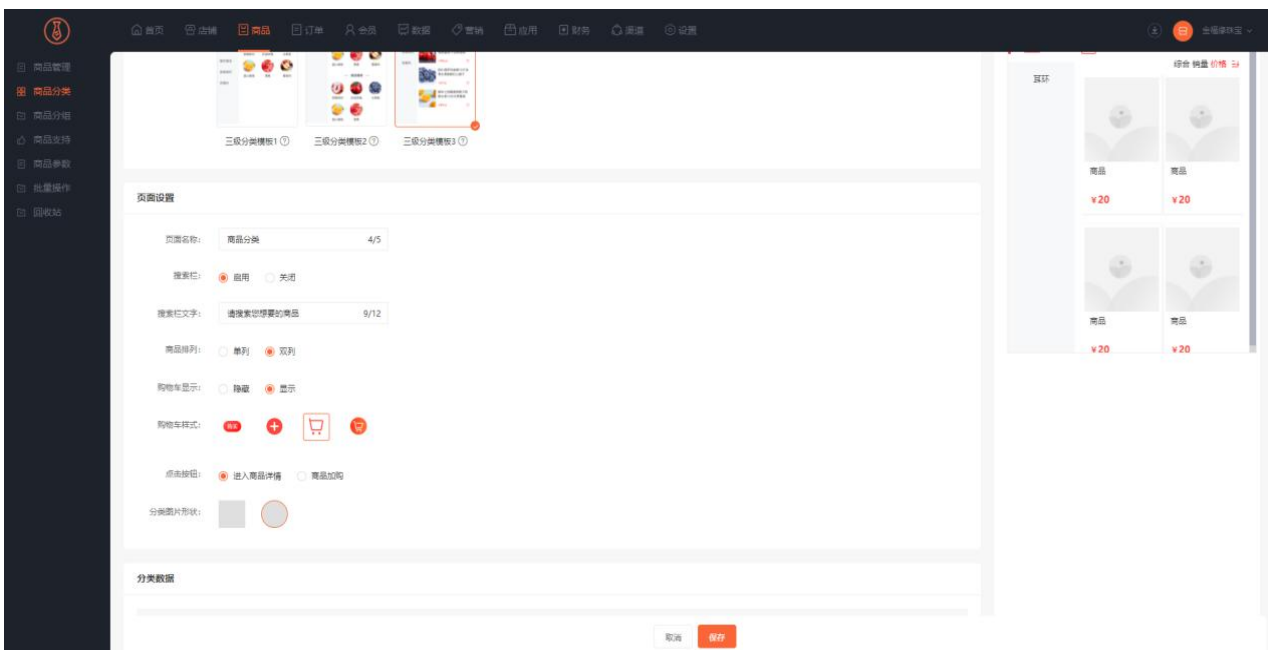 首页 店铺 商品 订单 会员 数据 营销 应用 财务 渠道 设置
商品管理
商品分类
商品分组
商品支持
商品参数
批量操作
回收站
三级分类模板1 三级分类模板2 三级分类模板3
页面设置
页面名称: 商品分类 4/5
搜索栏: 启用 关闭
搜索栏文字: 请搜索您想要的商品 9/12
商品排列: 单列 双列
购物车显示: 隐藏 显示
购物车样式: 购买
点击按钮: 进入商品详情 商品加购
分类图片形状:
分类数据
取消 保存
综合 销量 价格
耳环
商品 商品
¥20 ¥20
商品 商品
¥20 ¥20